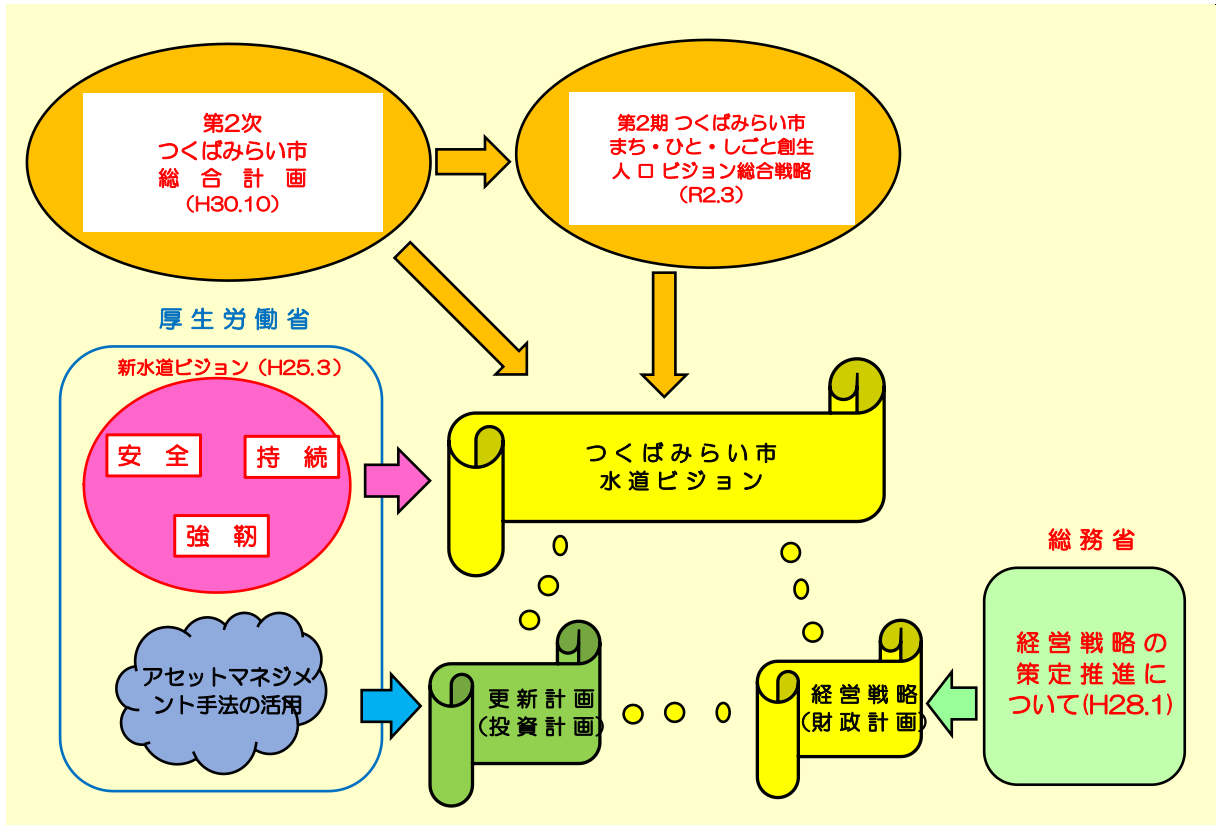 第2次
つくばみらい市
総合計画
(H30.10)
第2期 つくばみらい市
まち・ひと・しごと創生
人口ビジョン総合戦略
(R2.3)
厚生労働省
新水道ビジョン(H25.3)
安 全
持 続
強 靭
つくばみらい市
水道ビジョン
アセットマネジメ
ント手法の活用
更新計画
(投資計画)
経営戦略
(財政計画)
総務省
経営戦略の
策定推進に
ついて(H28.1)